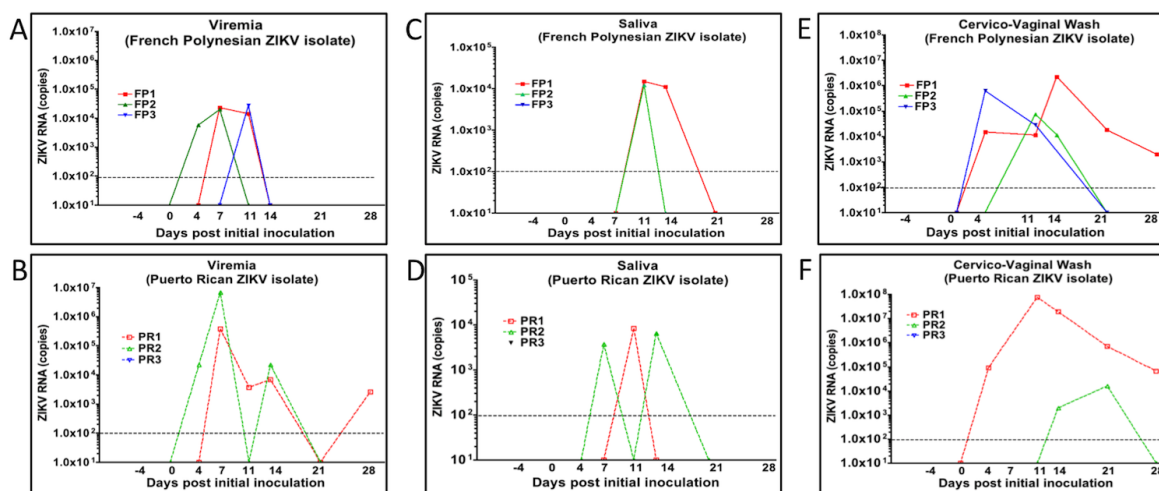 A
Viremia
(French Polynesian ZIKV isolate)
ZIKV RNA (copies)
1.0x10^7
1.0x10^6
1.0x10^5
1.0x10^4
1.0x10^3
1.0x10^2
1.0x10^1
FP1
FP2
FP3
-4 0 4 7 11 14 21 28
Days post initial inoculation
C
Saliva
(French Polynesian ZIKV isolate)
ZIKV RNA (copies)
1.0x10^5
1.0x10^4
1.0x10^3
1.0x10^2
1.0x10^1
FP1
FP2
FP3
-4 0 4 7 11 14 21 28
Days post initial inoculation
E
Cervico-Vaginal Wash
(French Polynesian ZIKV isolate)
ZIKV RNA (copies)
1.0x10^8
1.0x10^7
1.0x10^6
1.0x10^5
1.0x10^4
1.0x10^3
1.0x10^2
1.0x10^1
FP1
FP2
FP3
-4 0 4 7 11 14 21 28
Days post initial inoculation
B
Viremia
(Puerto Rican ZIKV isolate)
ZIKV RNA (copies)
1.0x10^7
1.0x10^6
1.0x10^5
1.0x10^4
1.0x10^3
1.0x10^2
1.0x10^1
PR1
PR2
PR3
-4 0 4 7 11 14 21 28
Days post initial inoculation
D
Saliva
(Puerto Rican ZIKV isolate)
ZIKV RNA (copies)
10^5
10^4
10^3
10^2
10^1
PR1
PR2
PR3
-4 0 4 7 11 14 20 28
Days post initial inoculation
F
Cervico-Vaginal Wash
(Puerto Rican ZIKV isolate)
ZIKV RNA (copies)
1.0x10^8
1.0x10^7
1.0x10^6
1.0x10^5
1.0x10^4
1.0x10^3
1.0x10^2
1.0x10^1
PR1
PR2
PR3
-4 0 4 7 11 14 21 28
Days post initial inoculation